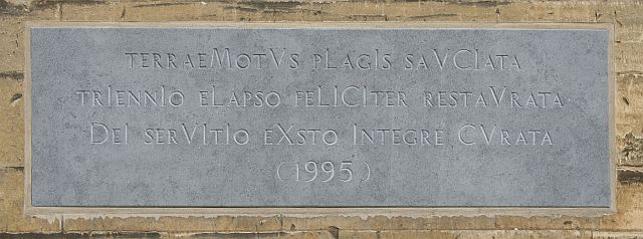 terraeMotVs pLagIs saVCIata
trIennIo eLapso feLICIter restaVrata·
DeI serVItIo eXsto Integre CVrata
(1995)